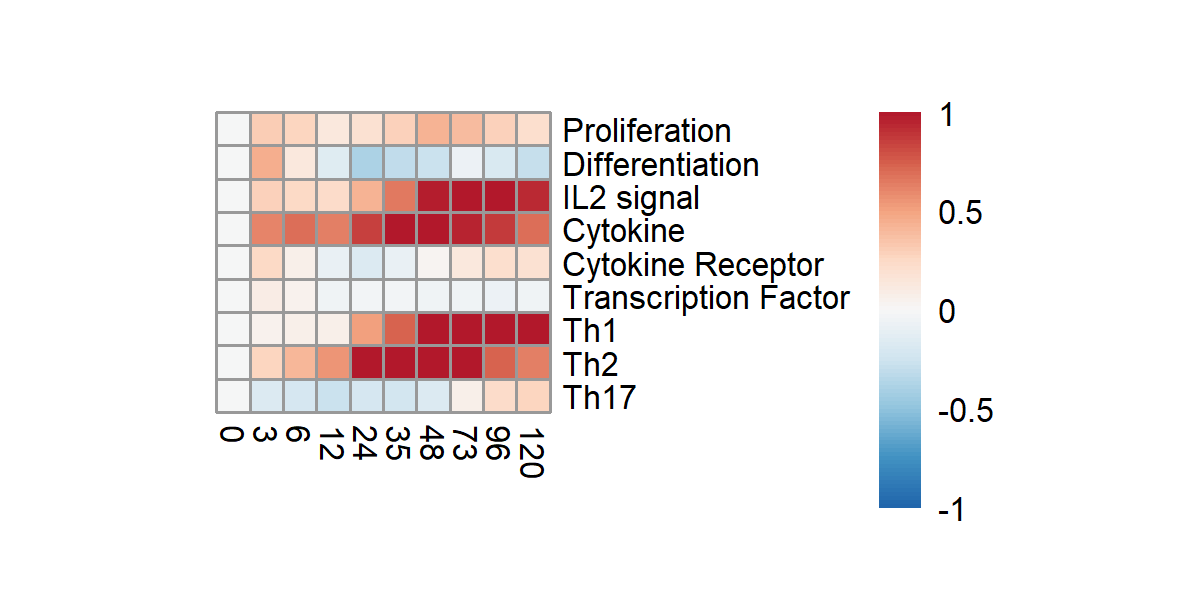 Proliferation
Differentiation
IL2 signal
Cytokine
Cytokine Receptor
Transcription Factor
Th1
Th2
Th17
0 3 6 12 24 35 48 73 96 120
1
0.5
0
-0.5
-1